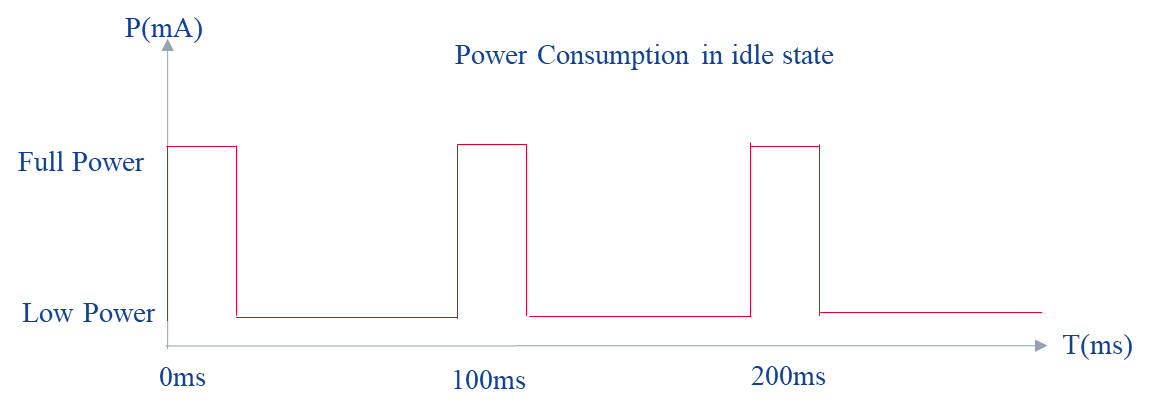 P(mA)
Power Consumption in idle state
Full Power
Low Power
T(ms)
0ms
100ms
200ms